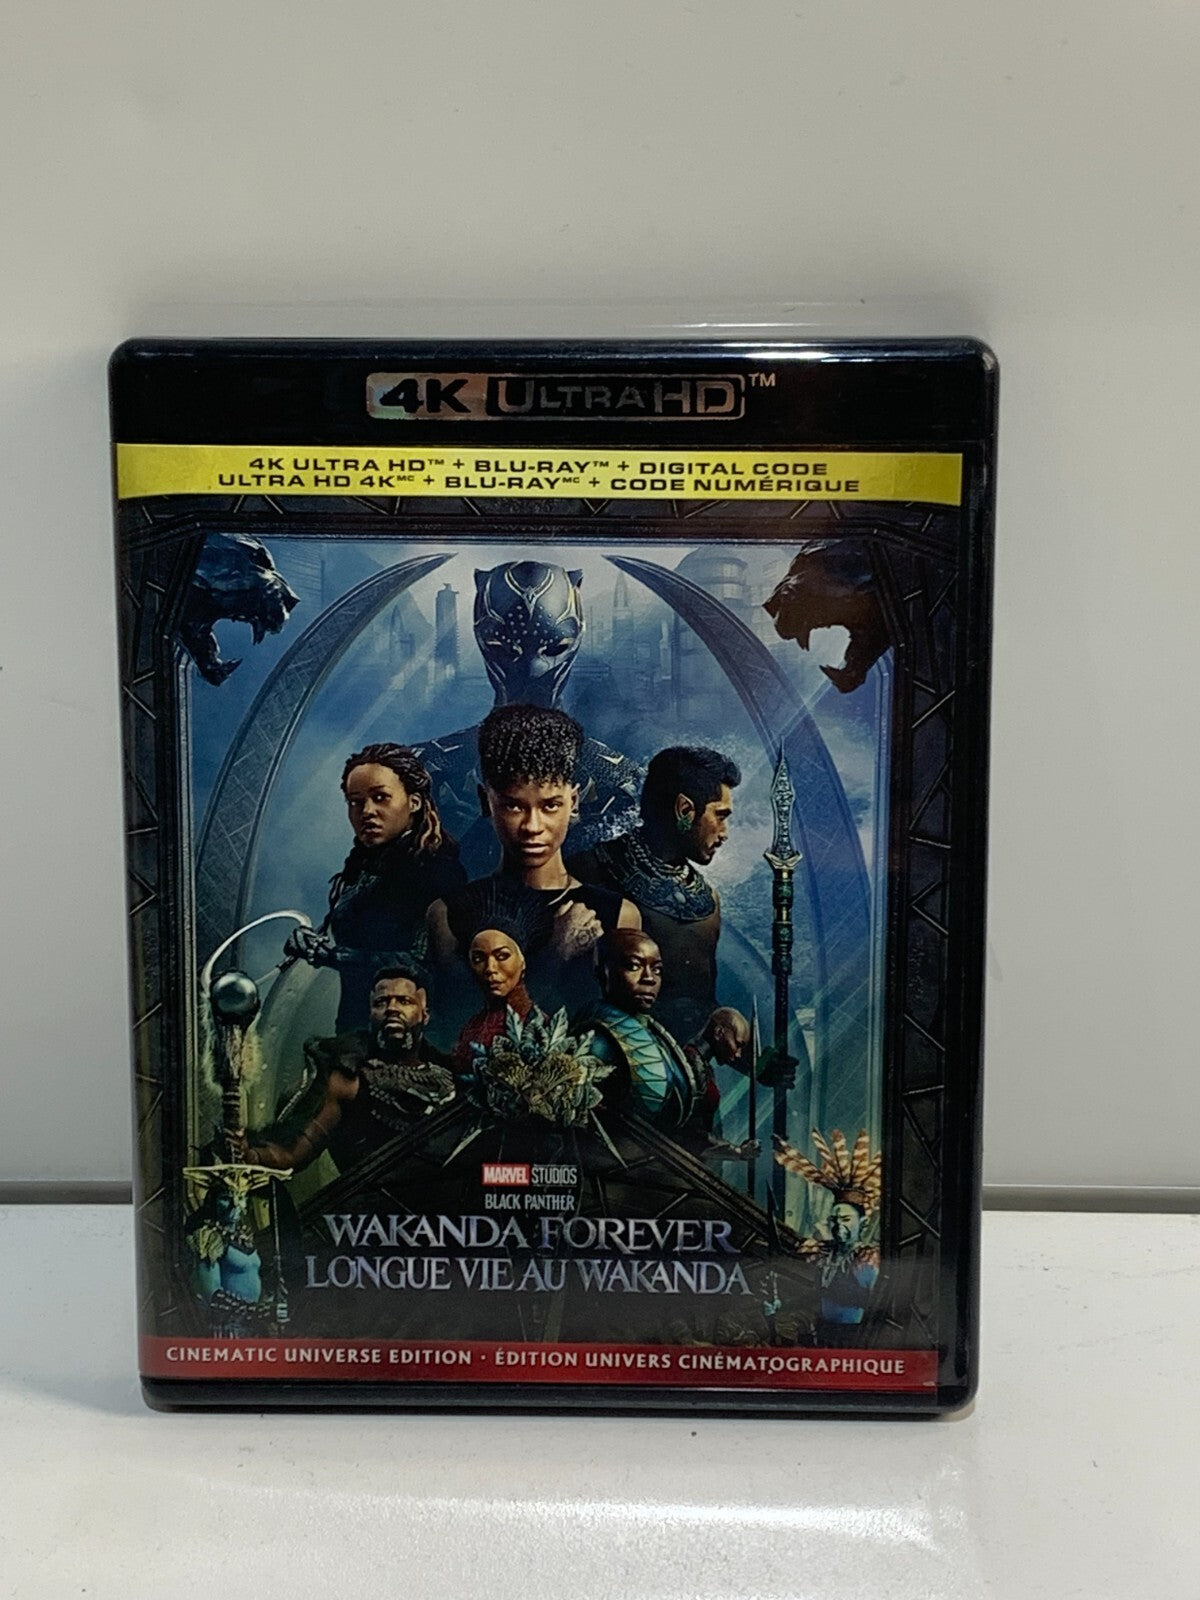 4K ULTRA HD™
4K ULTRA HD™ + BLU-RAY™ + DIGITAL CODE
ULTRA HD 4Kᴹᶜ + BLU-RAYᴹᶜ + CODE NUMÉRIQUE
MARVEL STUDIOS
BLACK PANTHER
WAKANDA FOREVER
LONGUE VIE AU WAKANDA
CINEMATIC UNIVERSE EDITION · ÉDITION UNIVERS CINÉMATOGRAPHIQUE